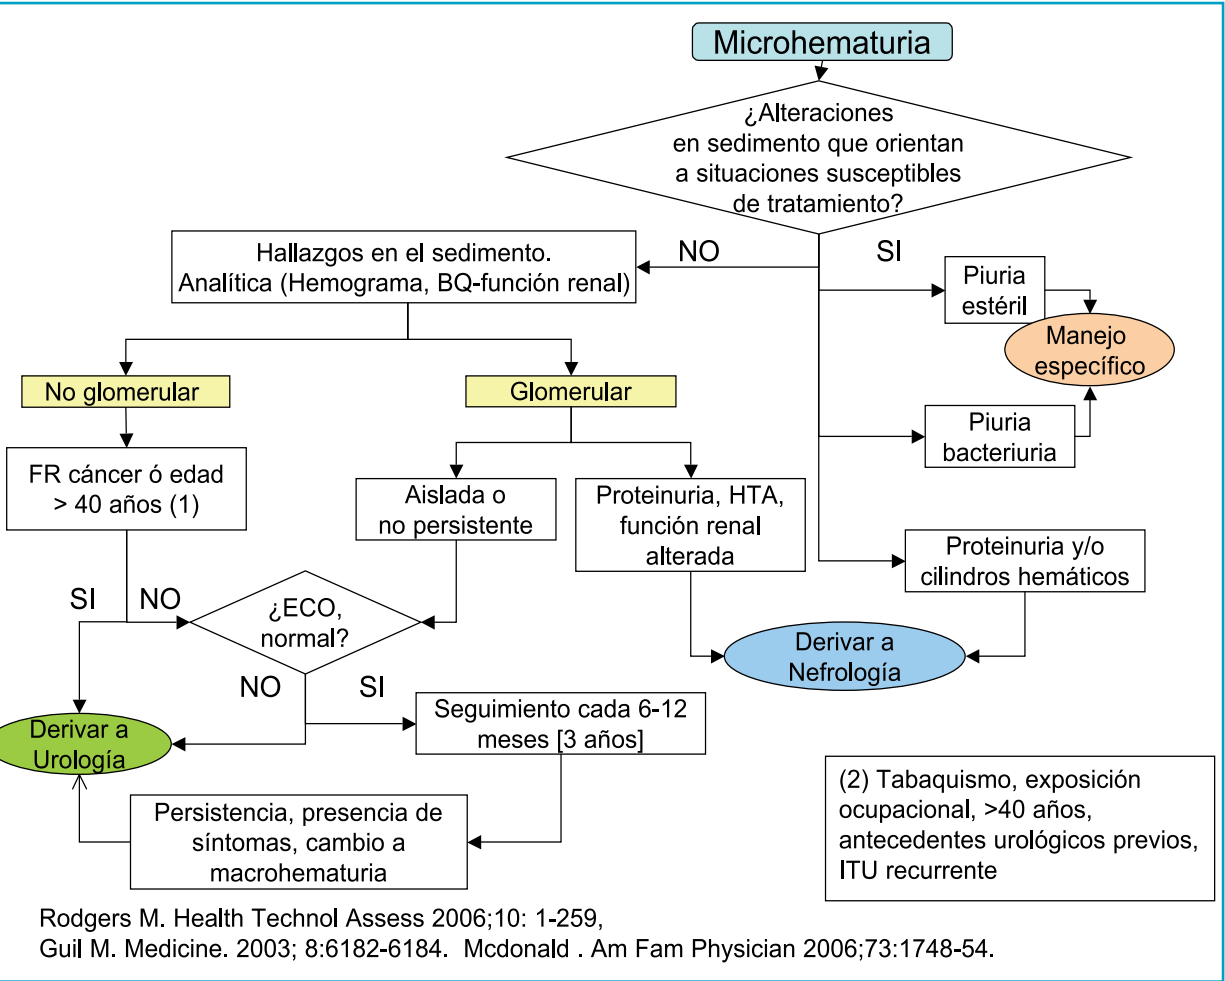 Microhematuria
¿Alteraciones
en sedimento que orientan
a situaciones susceptibles
de tratamiento?
NO
SI
Hallazgos en el sedimento.
Analítica (Hemograma, BQ-función renal)
Piuria
estéril
Manejo
específico
Piuria
bacteriuria
No glomerular
Glomerular
FR cáncer ó edad
> 40 años (1)
Aislada o
no persistente
Proteinuria, HTA,
función renal
alterada
Proteinuria y/o
cilindros hemáticos
SI
NO
¿ECO,
normal?
Derivar a
Nefrología
NO
SI
Derivar a
Urología
Seguimiento cada 6-12
meses [3 años]
Persistencia, presencia de
síntomas, cambio a
macrohematuria
(2) Tabaquismo, exposición
ocupacional, >40 años,
antecedentes urológicos previos,
ITU recurrente
Rodgers M. Health Technol Assess 2006;10: 1-259,
Guil M. Medicine. 2003; 8:6182-6184. Mcdonald . Am Fam Physician 2006;73:1748-54.